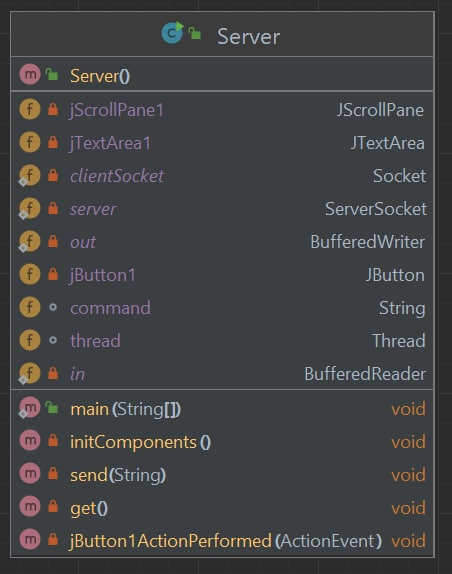 Server
Server()
jScrollPane1 JScrollPane
jTextArea1 JTextArea
clientSocket Socket
server ServerSocket
out BufferedWriter
jButton1 JButton
command String
thread Thread
in BufferedReader
main(String[]) void
initComponents() void
send(String) void
get() void
jButton1ActionPerformed(ActionEvent) void